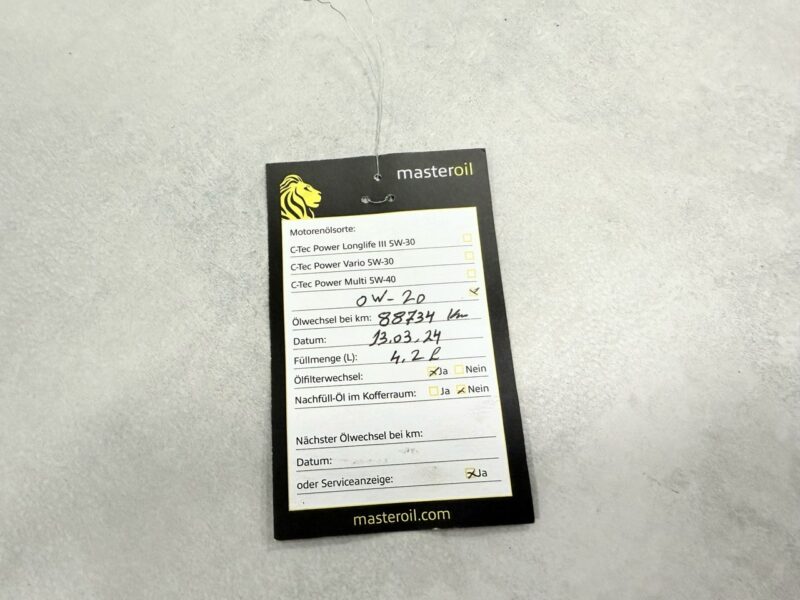 masteroil
Motorenölsorte:
C-Tec Power Longlife III 5W-30
C-Tec Power Vario 5W-30
C-Tec Power Multi 5W-40
0W-20
Ölwechsel bei km: 88734 km
Datum: 13.03.24
Füllmenge (L): 4,2 l
Ölfilterwechsel: Ja Nein
Nachfüll-Öl im Kofferraum: Ja Nein
Nächster Ölwechsel bei km:
Datum:
oder Serviceanzeige: Ja
masteroil.com